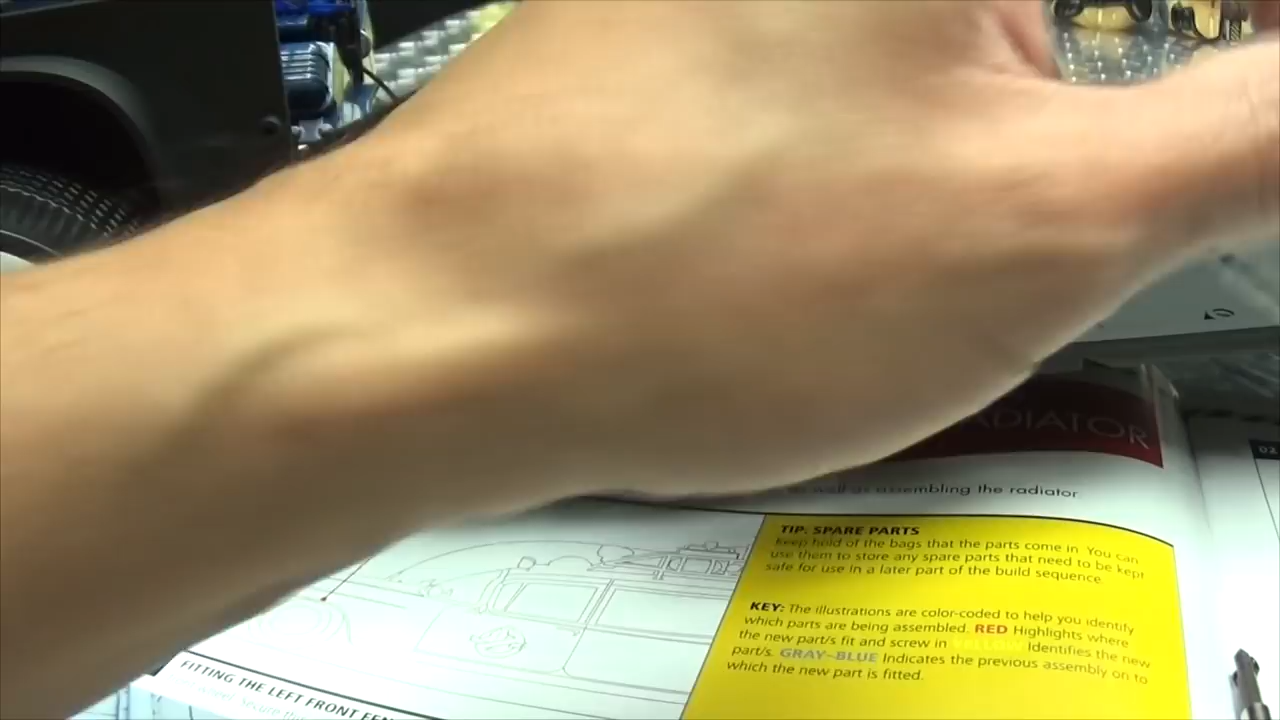 RADIATOR
as well as assembling the radiator
TIP: SPARE PARTS
Keep hold of the bags that the parts come in. You can
use them to store any spare parts that need to be kept
safe for use in a later part of the build sequence.
KEY: The illustrations are color-coded to help you identify
which parts are being assembled. RED Highlights where
the new part/s fit and screw in YELLOW Identifies the new
part/s. GRAY-BLUE Indicates the previous assembly on to
which the new part is fitted.
FITTING THE LEFT FRONT FEN
Secure
02